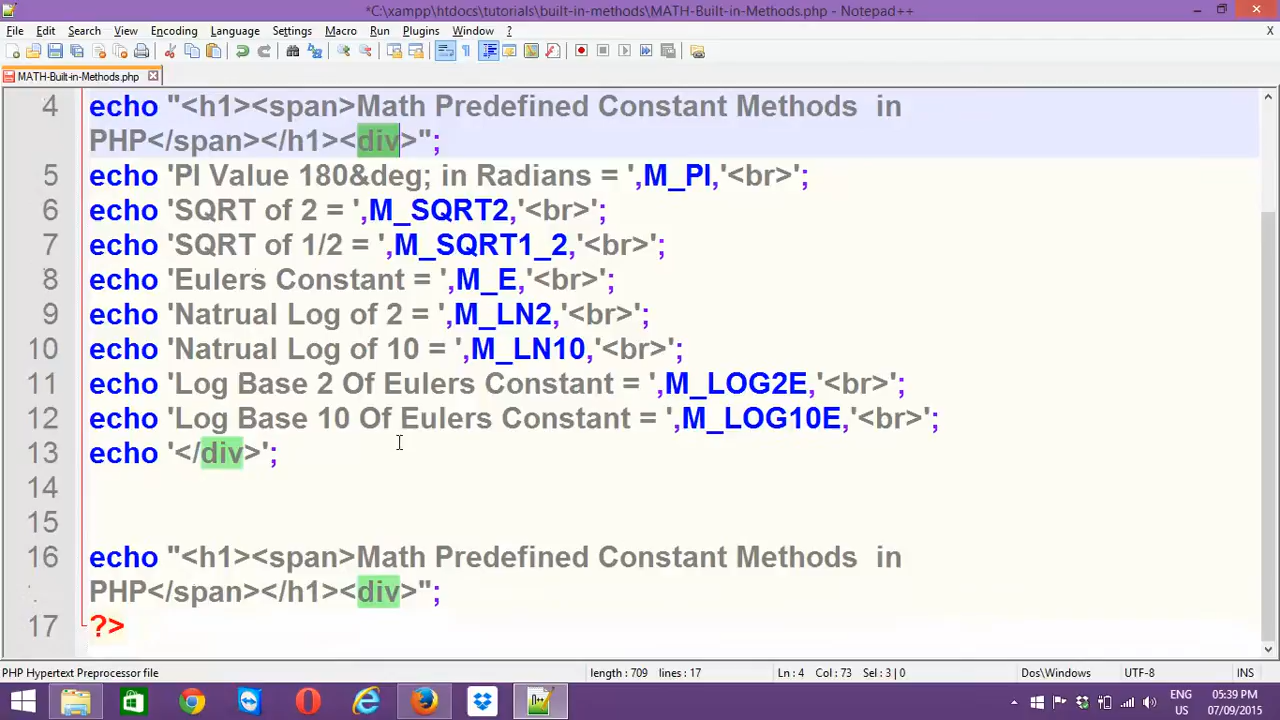 *C:\xampp\htdocs\tutorials\built-in-methods\MATH-Built-in-Methods.php - Notepad++
File Edit Search View Encoding Language Settings Macro Run Plugins Window ? X
MATH-Built-in-Methods.php
4 echo "<h1><span>Math Predefined Constant Methods  in
PHP</span></h1><div>";
5 echo 'PI Value 180&deg; in Radians = ',M_PI,'<br>';
6 echo 'SQRT of 2 = ',M_SQRT2,'<br>';
7 echo 'SQRT of 1/2 = ',M_SQRT1_2,'<br>';
8 echo 'Eulers Constant = ',M_E,'<br>';
9 echo 'Natrual Log of 2 = ',M_LN2,'<br>';
10 echo 'Natrual Log of 10 = ',M_LN10,'<br>';
11 echo 'Log Base 2 Of Eulers Constant = ',M_LOG2E,'<br>';
12 echo 'Log Base 10 Of Eulers Constant = ',M_LOG10E,'<br>';
13 echo '</div>';
14
15
16 echo "<h1><span>Math Predefined Constant Methods  in
PHP</span></h1><div>";
17 ?>
PHP Hypertext Preprocessor file length : 709 lines : 17 Ln : 4 Col : 73 Sel : 3 | 0 Dos\Windows UTF-8 INS
ENG 05:39 PM
US 07/09/2015